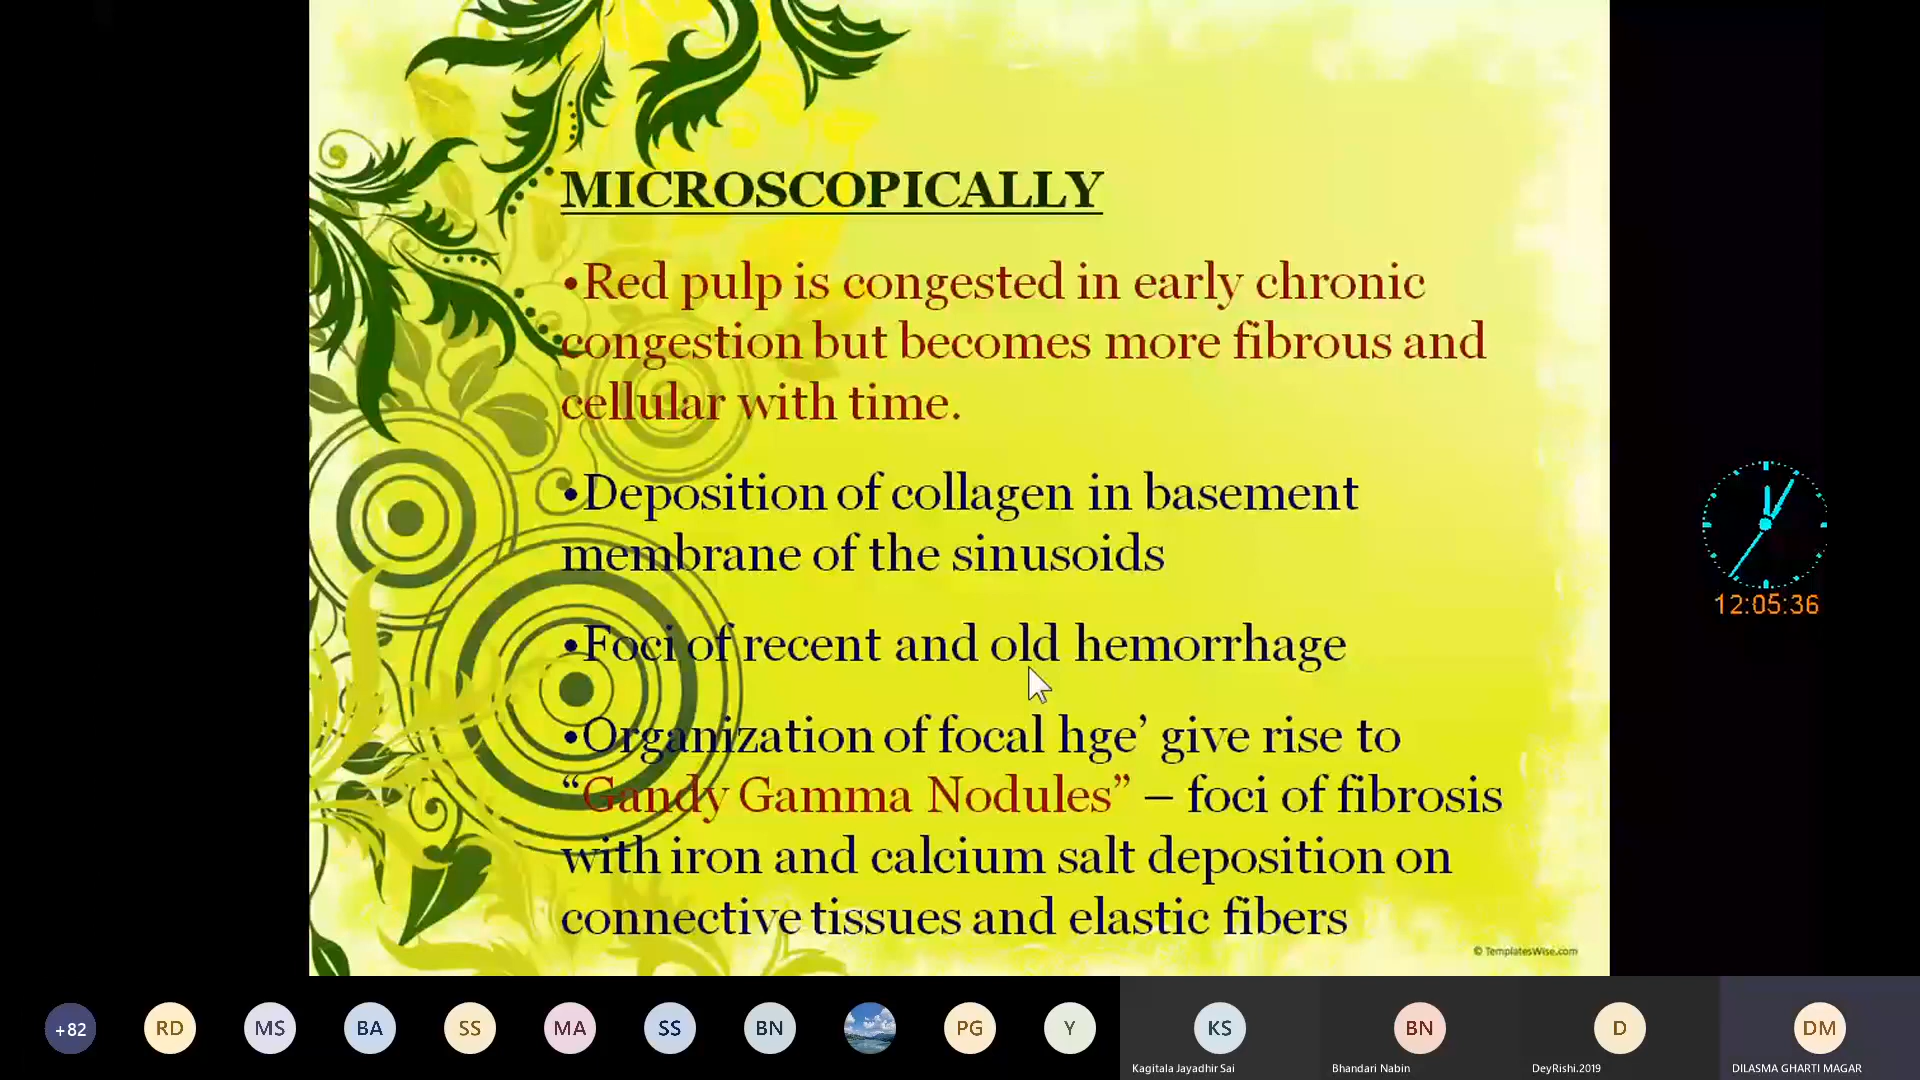 MICROSCOPICALLY
•Red pulp is congested in early chronic
congestion but becomes more fibrous and
cellular with time.
•Deposition of collagen in basement
membrane of the sinusoids
•Foci of recent and old hemorrhage
•Organization of focal hge’ give rise to
“Gandy Gamma Nodules” – foci of fibrosis
with iron and calcium salt deposition on
connective tissues and elastic fibers
© TemplatesWise.com
12:05:36
+82 RD MS BA SS MA SS BN PG Y KS BN D DM
Kagitala Jayadhir Sai Bhandari Nabin DeyRishi.2019 DILASMA GHARTI MAGAR